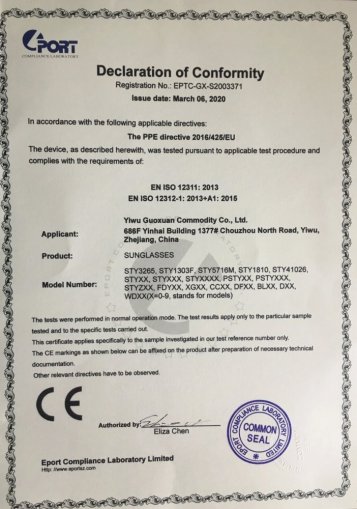 EPORT
COMPLIANCE LABORATORY
Declaration of Conformity
Registration No.: EPTC-GX-S2003371
Issue date: March 06, 2020
In accordance with the following applicable directives:
The PPE directive 2016/425/EU
The device, as described herewith, was tested pursuant to applicable test procedure and
complies with the requirements of:
EN ISO 12311: 2013
EN ISO 12312-1: 2013+A1: 2015
Applicant: Yiwu Guoxuan Commodity Co., Ltd.
686F Yinhai Building 1377# Chouzhou North Road, Yiwu,
Zhejiang, China
Product: SUNGLASSES
Model Number: STY3265, STY1303F, STY5716M, STY1810, STY41026,
STYXX, STYXXX, STYXXXX, PSTYXX, PSTYXXX,
STYZXX, FDYXX, XGXX, CCXX, DFXX, BLXX, DXX,
WDXX(X=0-9, stands for models)
The tests were performed in normal operation mode. The test results apply only to the particular sample
tested and to the specific tests carried out.
This certificate applies specifically to the sample investigated in our test reference number only.
The CE markings as shown below can be affixed on the product after preparation of necessary technical
documentation.
Other relevant directives have to be observed.
CE
Authorized by:
Eliza Chen
EPORT COMPLIANCE LABORATORY LIMITED
COMMON
SEAL
Eport Compliance Laboratory Limited
Http://www.eportsz.com